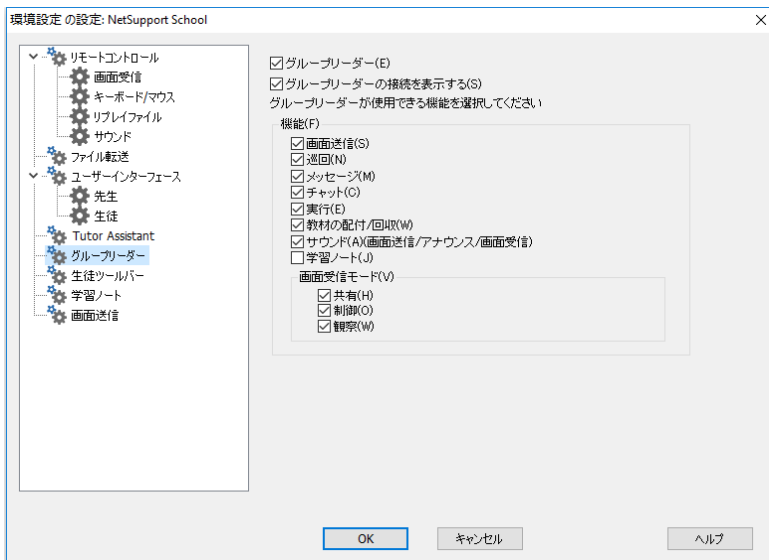 環境設定 の設定: NetSupport School
リモートコントロール
画面受信
キーボード/マウス
リプレイファイル
サウンド
ファイル転送
ユーザーインターフェース
先生
生徒
Tutor Assistant
グループリーダー
生徒ツールバー
学習ノート
画面送信
グループリーダー(E)
グループリーダーの接続を表示する(S)
グループリーダーが使用できる機能を選択してください
機能(F)
画面送信(S)
巡回(N)
メッセージ(M)
チャット(C)
実行(E)
教材の配付/回収(W)
サウンド(A)(画面送信/アナウンス/画面受信)
学習ノート(J)
画面受信モード(V)
共有(H)
制御(O)
観察(W)
OK
キャンセル
ヘルプ